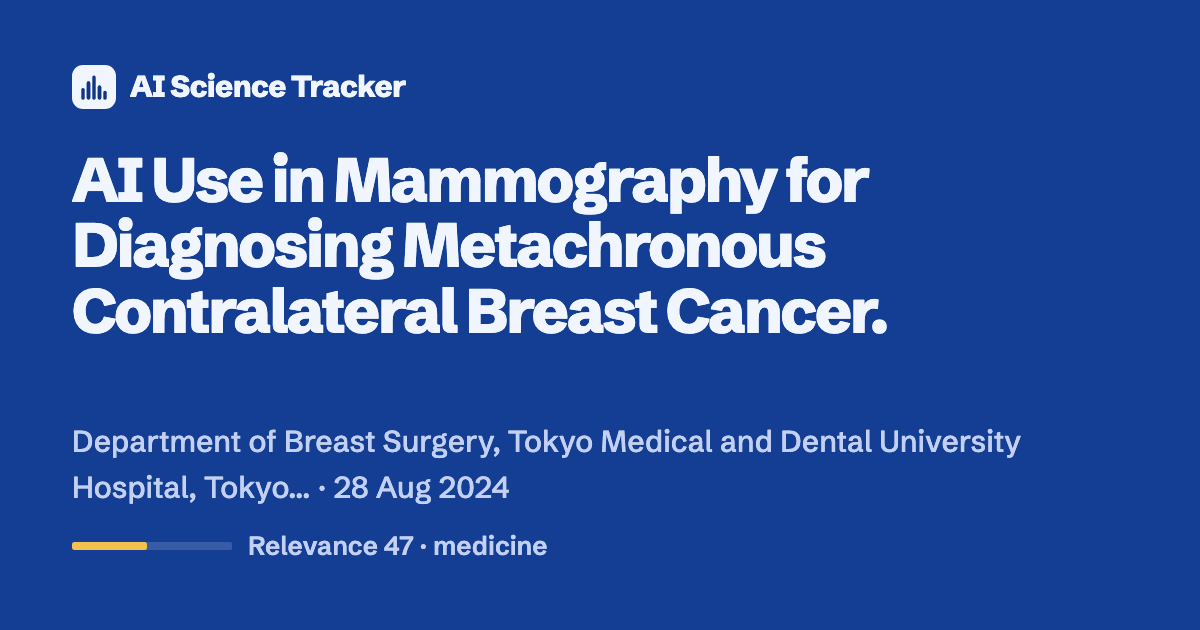 AI Science Tracker
AI Use in Mammography for
Diagnosing Metachronous
Contralateral Breast Cancer.
Department of Breast Surgery, Tokyo Medical and Dental University
Hospital, Tokyo... · 28 Aug 2024
Relevance 47 · medicine